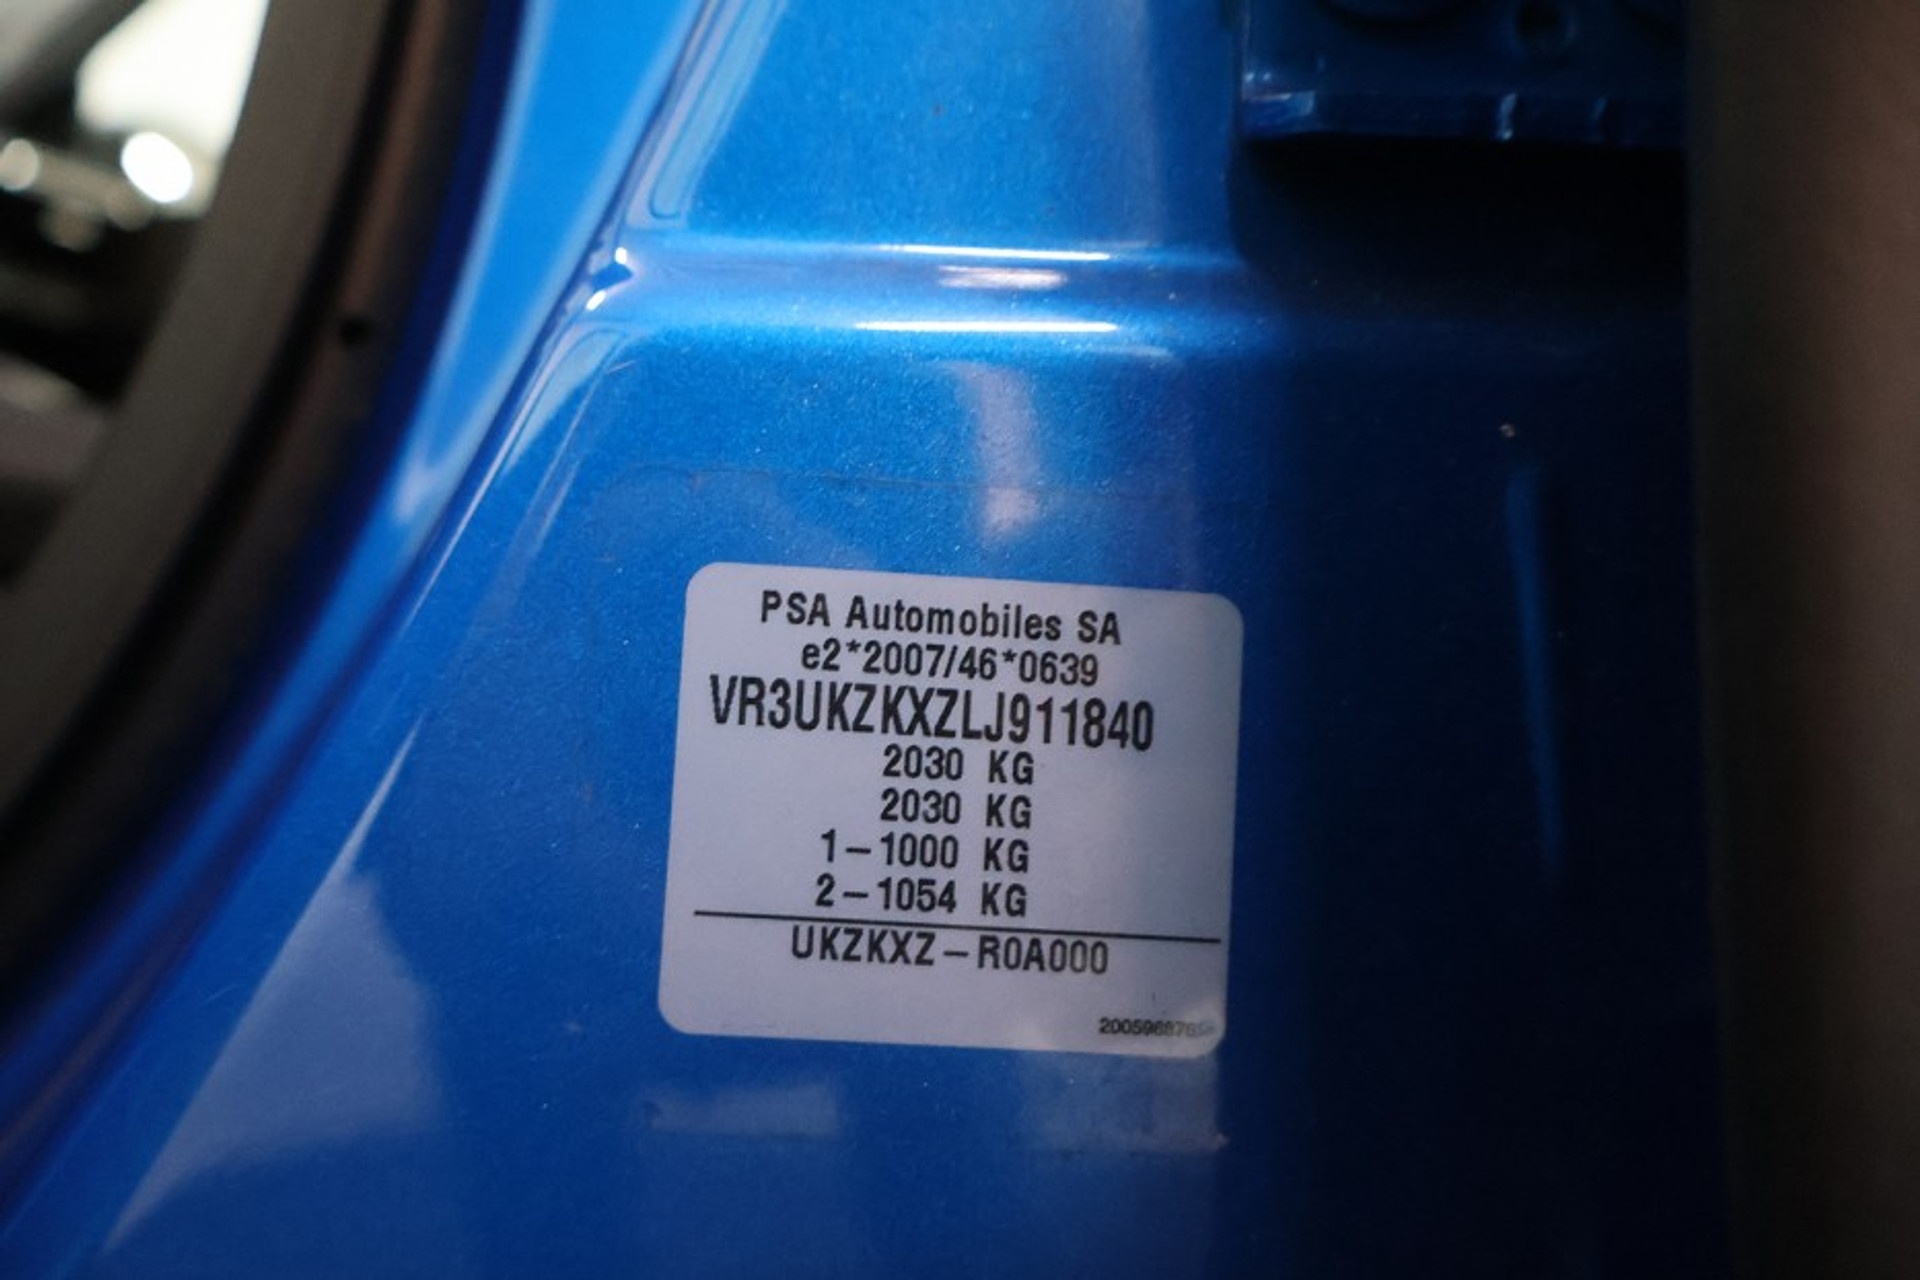 PSA Automobiles SA
e2*2007/46*0639
VR3UKZKXZLJ911840
2030 KG
2030 KG
1-1000 KG
2-1054 KG
UKZKXZ-R0A000